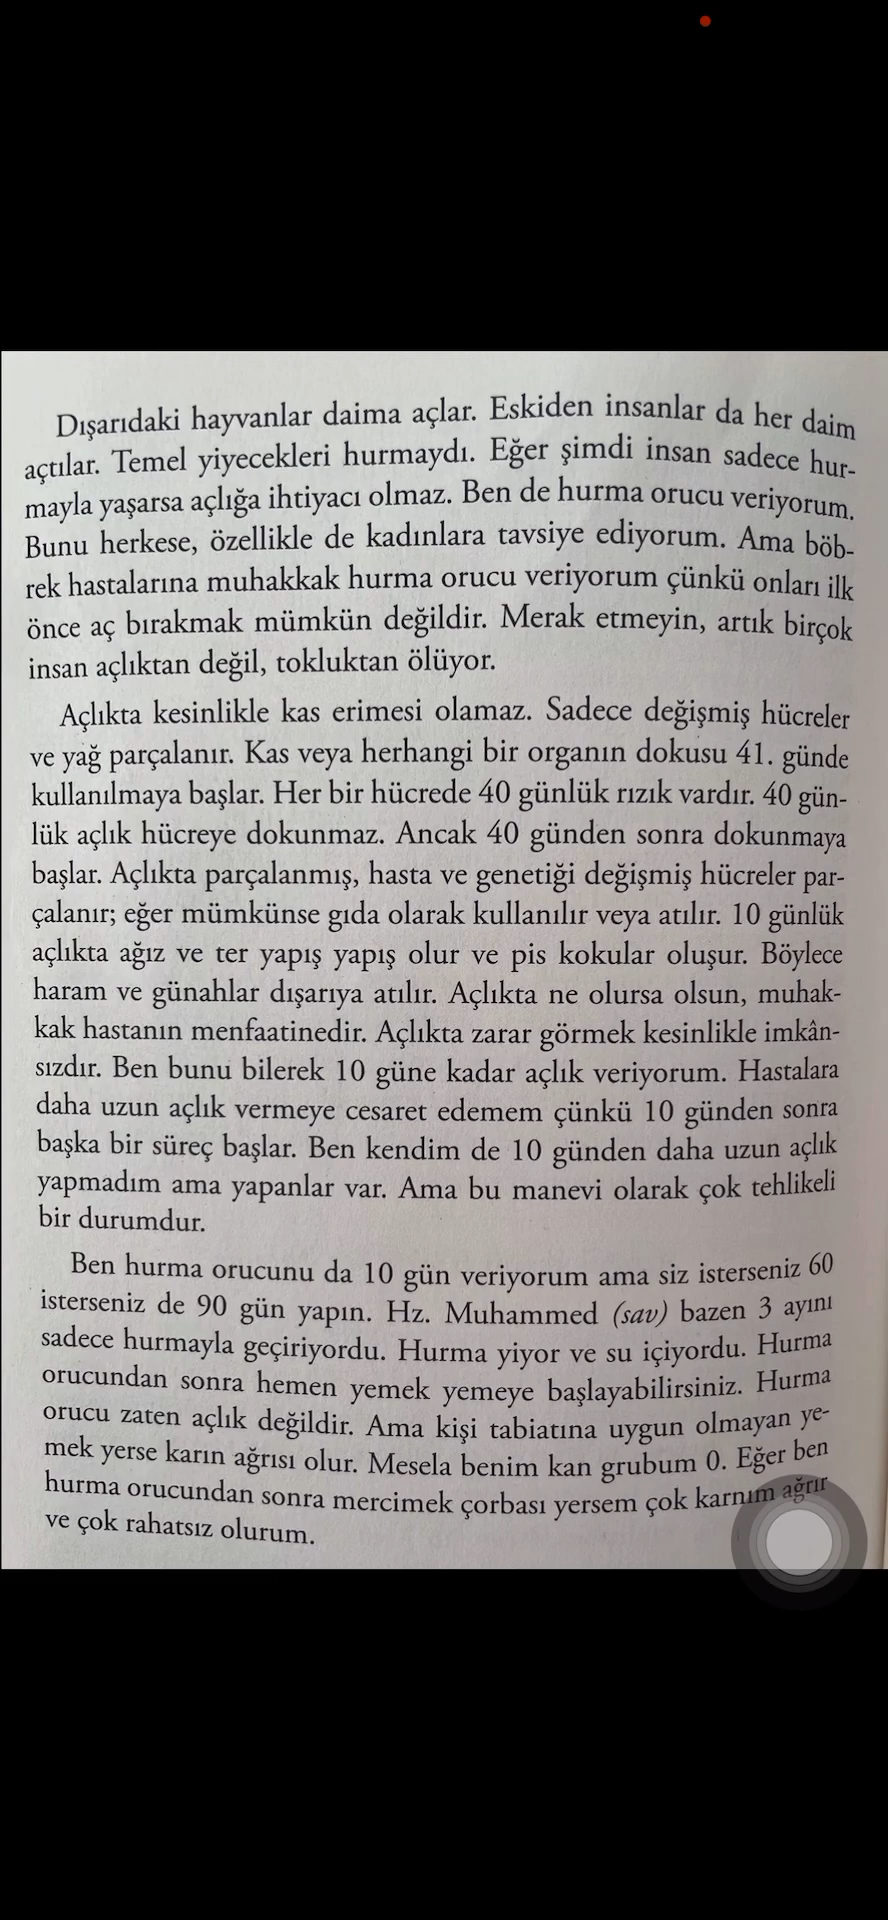 Dışarıdaki hayvanlar daima açlar. Eskiden insanlar da her daim
açtılar. Temel yiyecekleri hurmaydı. Eğer şimdi insan sadece hur-
mayla yaşarsa açlığa ihtiyacı olmaz. Ben de hurma orucu veriyorum.
Bunu herkese, özellikle de kadınlara tavsiye ediyorum. Ama böb-
rek hastalarına muhakkak hurma orucu veriyorum çünkü onları ilk
önce aç bırakmak mümkün değildir. Merak etmeyin, artık birçok
insan açlıktan değil, tokluktan ölüyor.
Açlıkta kesinlikle kas erimesi olamaz. Sadece değişmiş hücreler
ve yağ parçalanır. Kas veya herhangi bir organın dokusu 41. günde
kullanılmaya başlar. Her bir hücrede 40 günlük rızık vardır. 40 gün-
lük açlık hücreye dokunmaz. Ancak 40 günden sonra dokunmaya
başlar. Açlıkta parçalanmış, hasta ve genetiği değişmiş hücreler par-
çalanır; eğer mümkünse gıda olarak kullanılır veya atılır. 10 günlük
açlıkta ağız ve ter yapış yapış olur ve pis kokular oluşur. Böylece
haram ve günahlar dışarıya atılır. Açlıkta ne olursa olsun, muhak-
kak hastanın menfaatinedir. Açlıkta zarar görmek kesinlikle imkân-
sızdır. Ben bunu bilerek 10 güne kadar açlık veriyorum. Hastalara
daha uzun açlık vermeye cesaret edemem çünkü 10 günden sonra
başka bir süreç başlar. Ben kendim de 10 günden daha uzun açlık
yapmadım ama yapanlar var. Ama bu manevi olarak çok tehlikeli
bir durumdur.
Ben hurma orucunu da 10 gün veriyorum ama siz isterseniz 60
isterseniz de 90 gün yapın. Hz. Muhammed (sav) bazen 3 ayını
sadece hurmayla geçiriyordu. Hurma yiyor ve su içiyordu. Hurma
orucundan sonra hemen yemek yemeye başlayabilirsiniz. Hurma
orucu zaten açlık değildir. Ama kişi tabiatına uygun olmayan ye-
mek yerse karın ağrısı olur. Mesela benim kan grubum 0. Eğer ben
hurma orucundan sonra mercimek çorbası yersem çok karnım ağrır
ve çok rahatsız olurum.